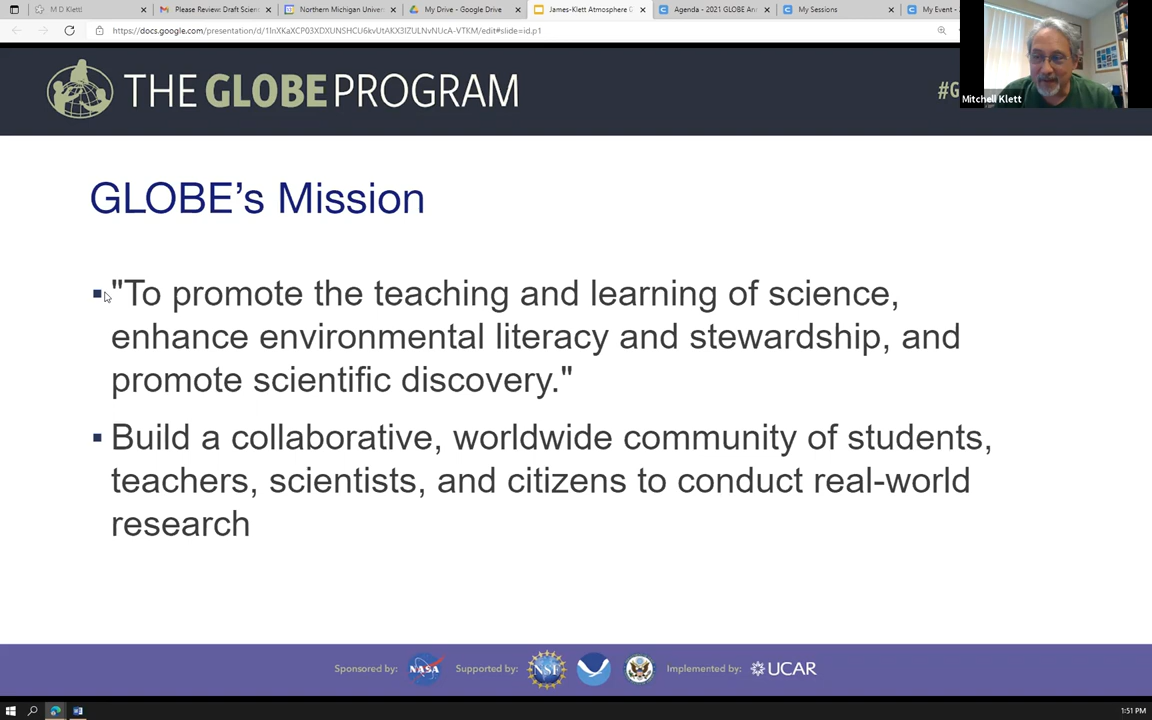 M D Klett
Please Review: Draft Scien
Northern Michigan Univer
My Drive - Google Drive
James-Klett Atmosphere G
Agenda - 2021 GLOBE An
My Sessions
My Event -
https://docs.google.com/presentation/d/1InXKaXCP03XDXUNSHCU6kvUtAKX3lZULNvNUcA-VTKM/edit#slide=id.p1
THE GLOBE PROGRAM
#G
Mitchell Klett
GLOBE's Mission
"To promote the teaching and learning of science,
enhance environmental literacy and stewardship, and
promote scientific discovery."
Build a collaborative, worldwide community of students,
teachers, scientists, and citizens to conduct real-world
research
Sponsored by: NASA Supported by: NSF Implemented by: UCAR
1:51 PM